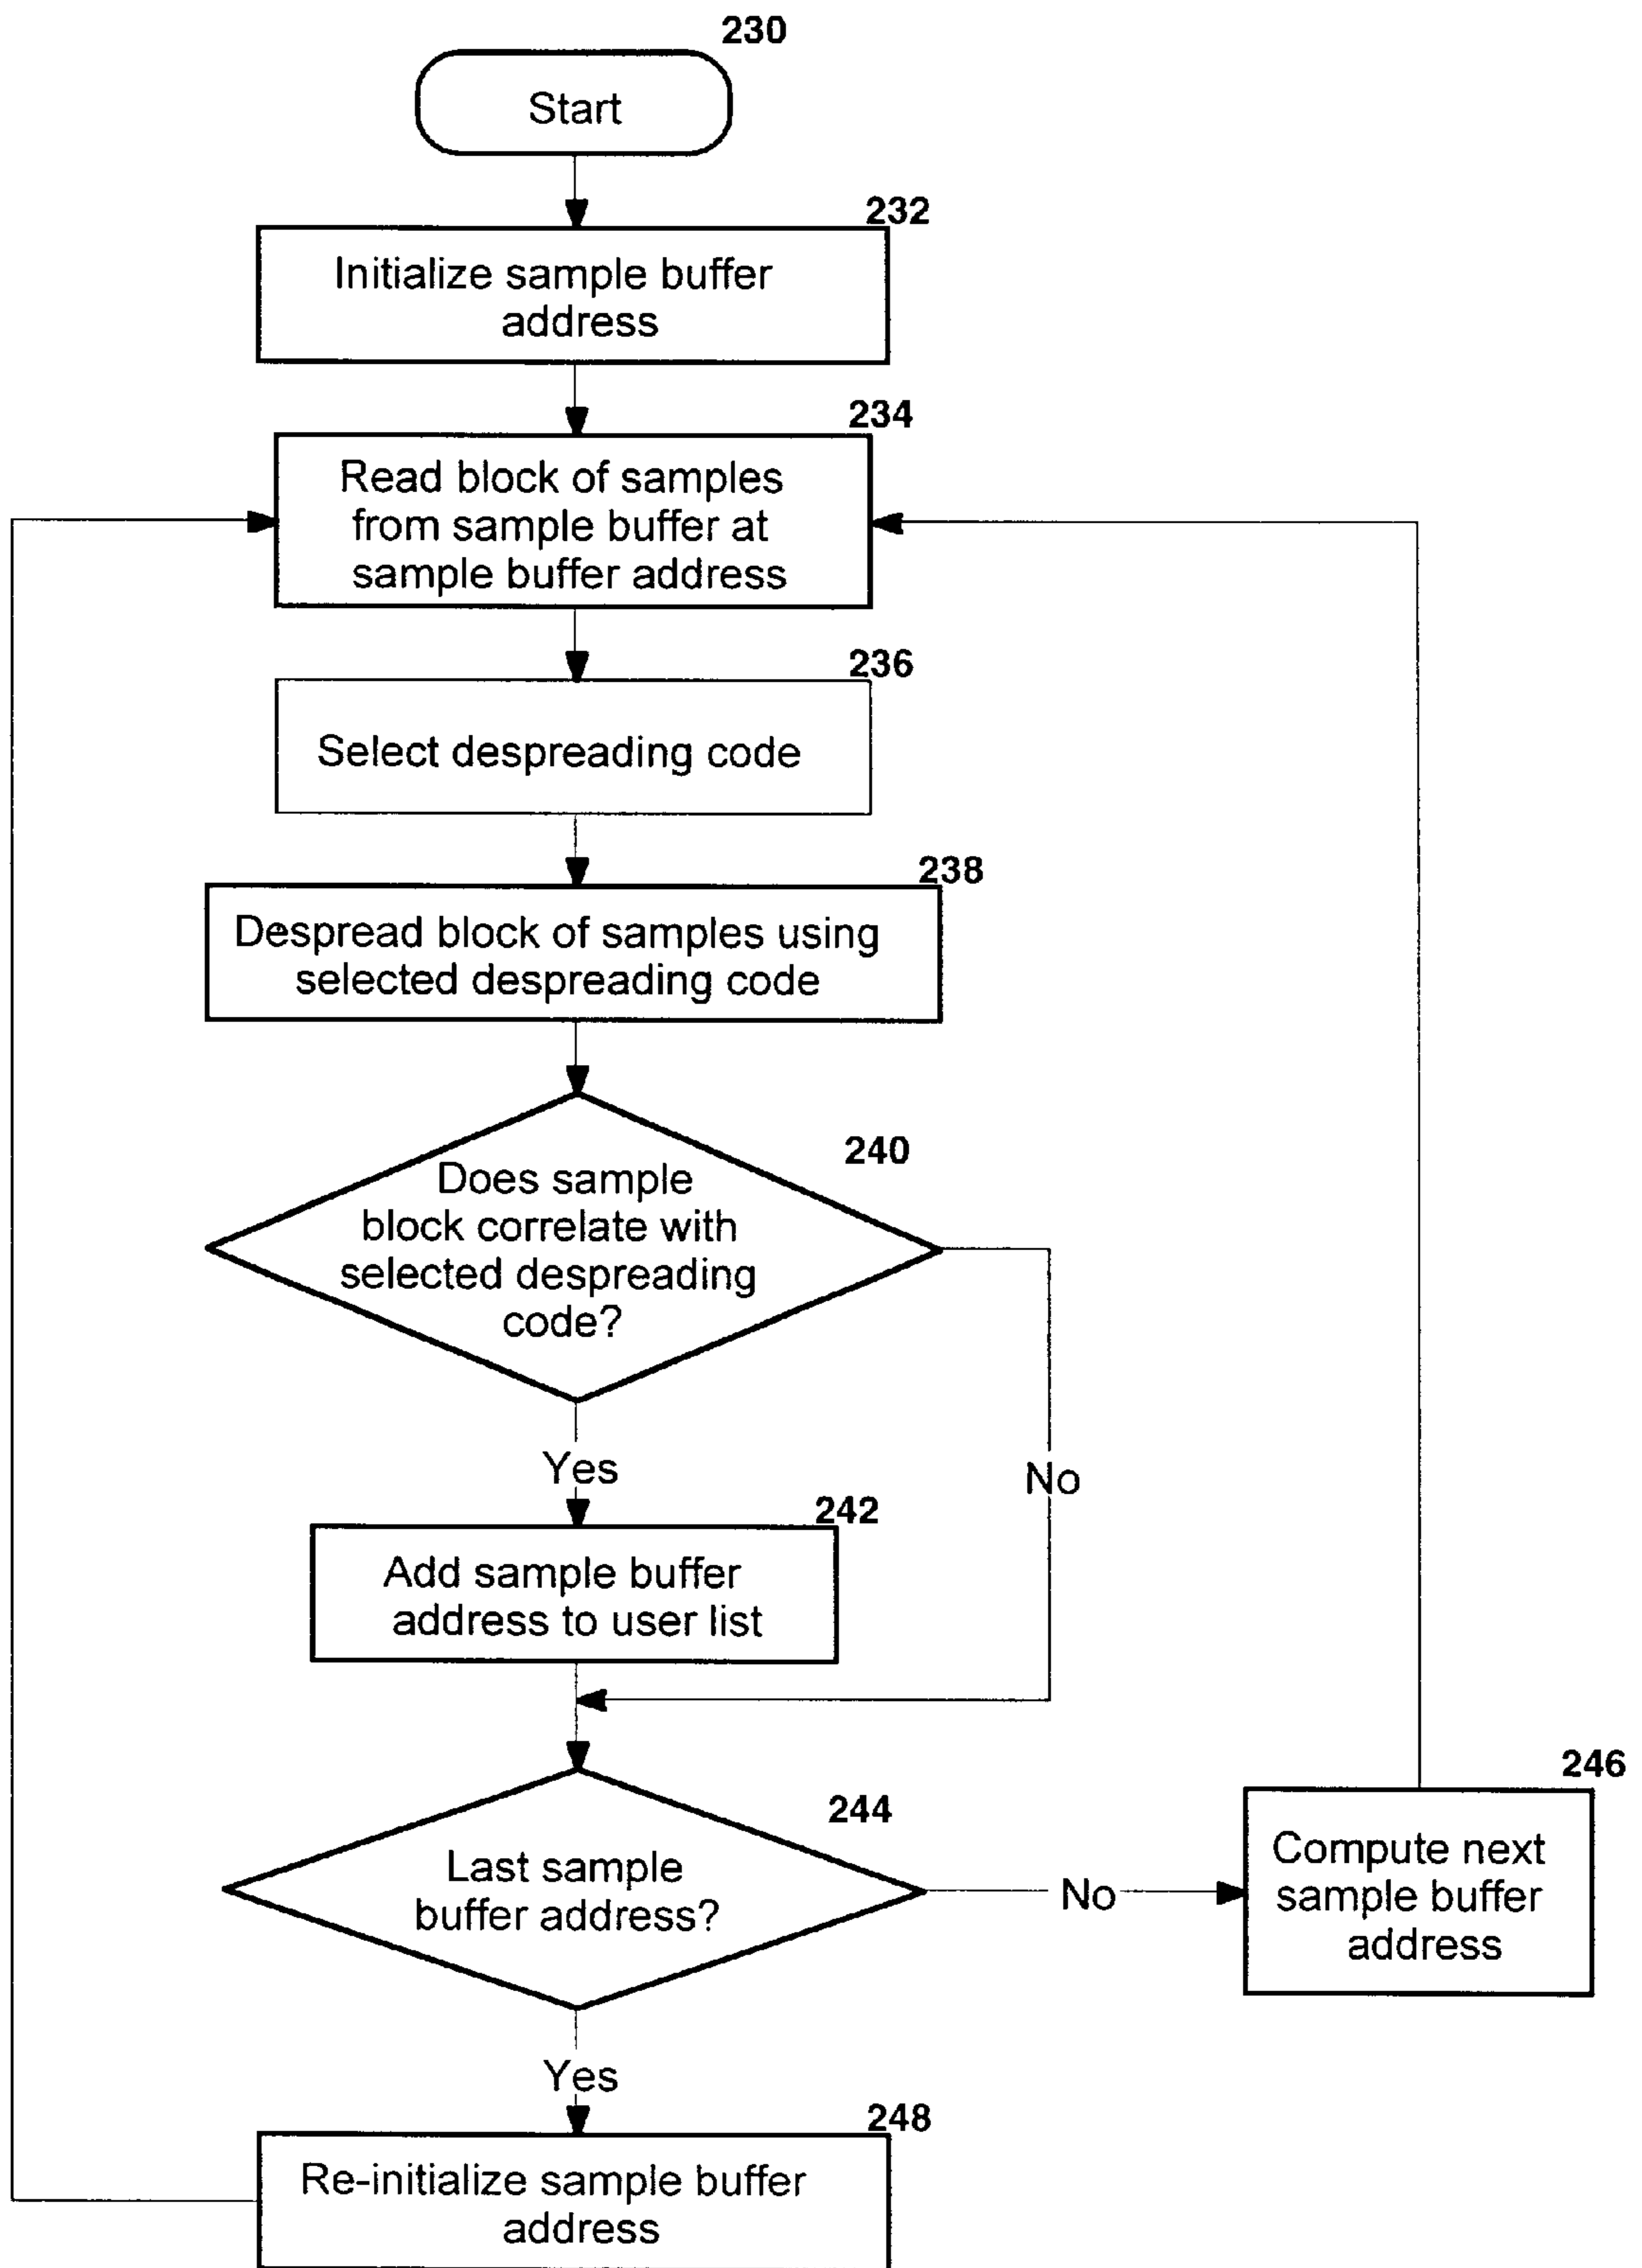 230
Start
232
Initialize sample buffer
address
234
Read block of samples
from sample buffer at
sample buffer address
236
Select despreading code
238
Despread block of samples using
selected despreading code
240
Does sample
block correlate with
selected despreading
code?
Yes
No
242
Add sample buffer
address to user list
244
Last sample
buffer address?
No
246
Compute next
sample buffer
address
Yes
248
Re-initialize sample buffer
address